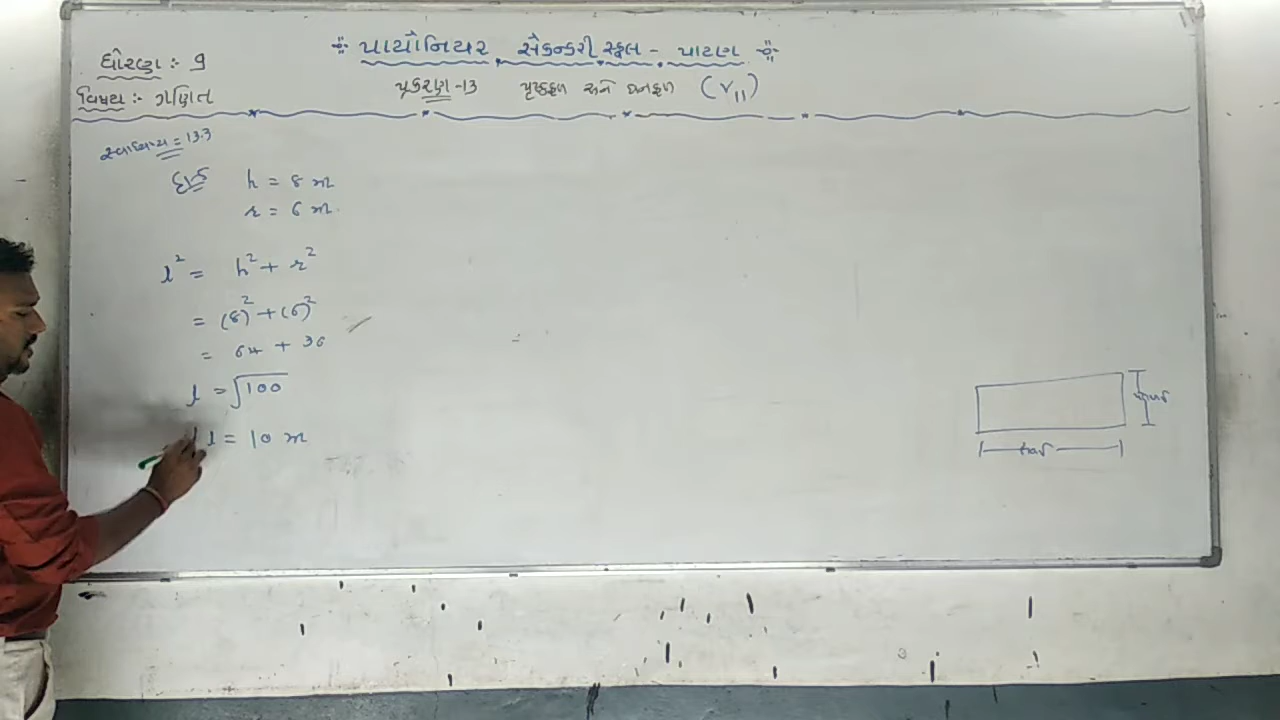 પાયોનિયર સેકન્ડરી સ્કૂલ - પાટણ
ધોરણ :- 9
પ્રકરણ -13 પૃષ્ઠફળ અને ઘનફળ (V11)
વિષય :- ગણિત
સ્વાધ્યાય = 13.3
h = 8 m
r = 6 m.
l² = h² + r²
= (8)² + (6)²
= 64 + 36
l = √100
l = 10 m